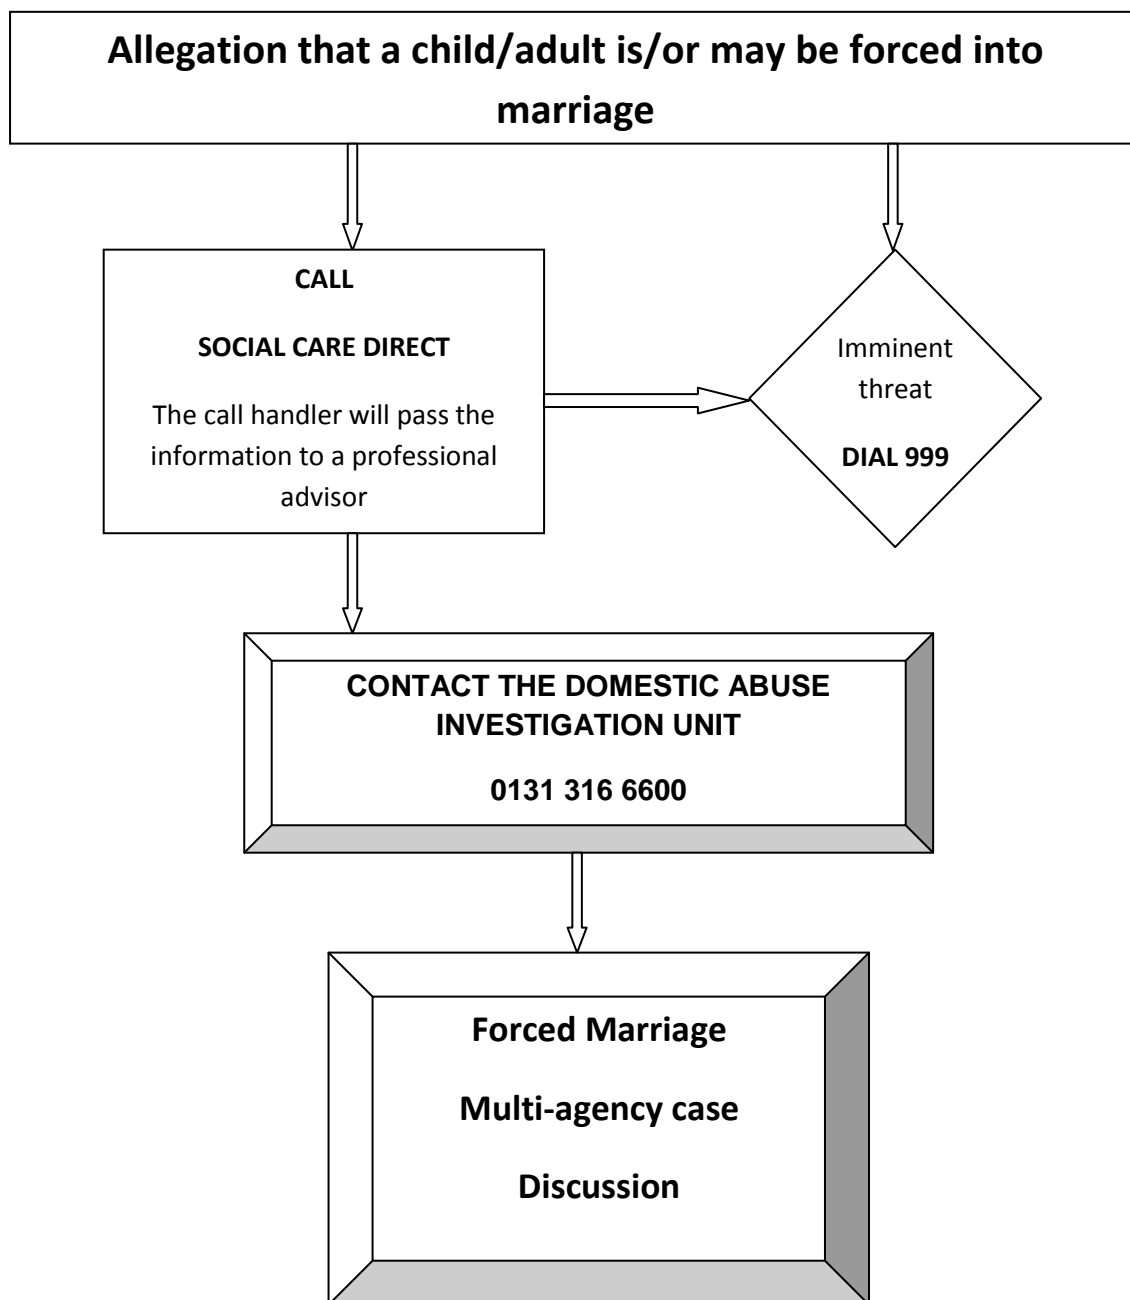 Allegation that a child/adult is/or may be forced into
marriage
CALL
SOCIAL CARE DIRECT
The call handler will pass the
information to a professional
advisor
Imminent
threat
DIAL 999
CONTACT THE DOMESTIC ABUSE
INVESTIGATION UNIT
0131 316 6600
Forced Marriage
Multi-agency case
Discussion